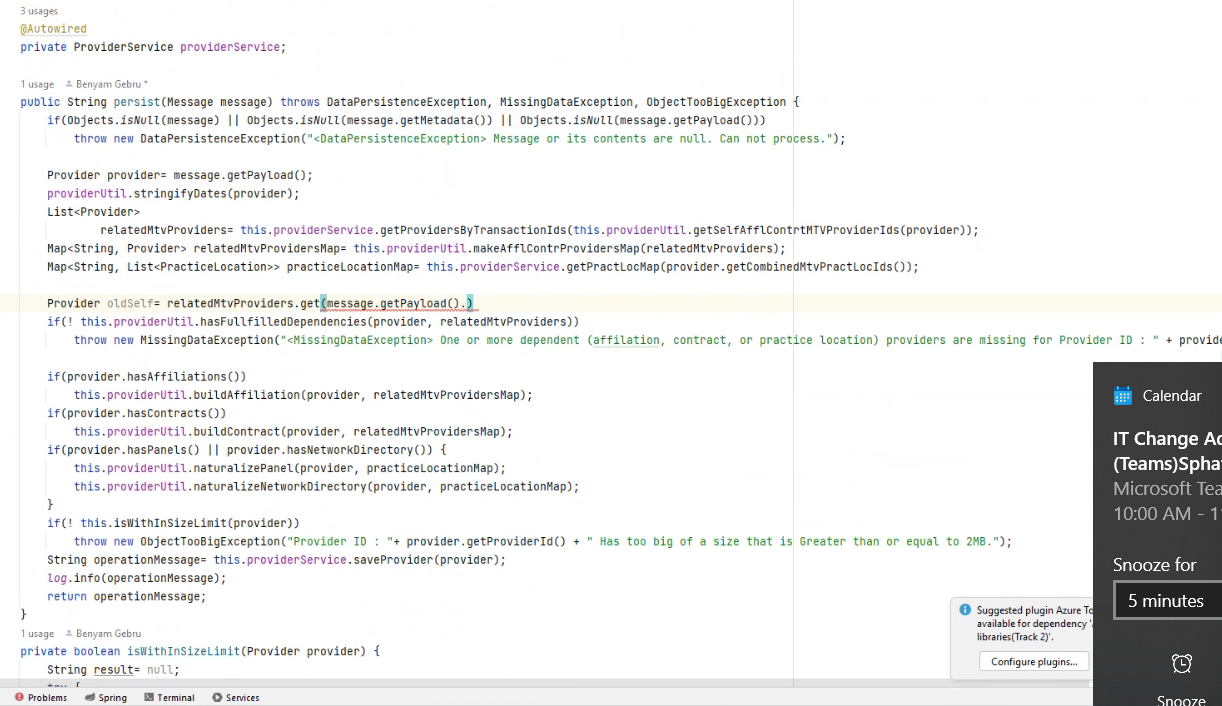 3 usages
@Autowired
private ProviderService providerService;
1 usage Benyam Gebru *
public String persist(Message message) throws DataPersistenceException, MissingDataException, ObjectTooBigException {
if(Objects.isNull(message) || Objects.isNull(message.getMetadata()) || Objects.isNull(message.getPayload()))
throw new DataPersistenceException("<DataPersistenceException> Message or its contents are null. Can not process.");
Provider provider= message.getPayload();
providerUtil.stringifyDates(provider);
List<Provider>
relatedMtvProviders= this.providerService.getProvidersByTransactionIds(this.providerUtil.getSelfAfflContrtMTVProviderIds(provider));
Map<String, Provider> relatedMtvProvidersMap= this.providerUtil.makeAfflContrProvidersMap(relatedMtvProviders);
Map<String, List<PracticeLocation>> practiceLocationMap= this.providerService.getPractLocMap(provider.getCombinedMtvPractLocIds());
Provider oldSelf= relatedMtvProviders.get(message.getPayload().)
if(! this.providerUtil.hasFullfilledDependencies(provider, relatedMtvProviders))
throw new MissingDataException("<MissingDataException> One or more dependent (affilation, contract, or practice location) providers are missing for Provider ID : " + provide
if(provider.hasAffiliations())
this.providerUtil.buildAffiliation(provider, relatedMtvProvidersMap);
if(provider.hasContracts())
this.providerUtil.buildContract(provider, relatedMtvProvidersMap);
if(provider.hasPanels() || provider.hasNetworkDirectory()) {
this.providerUtil.naturalizePanel(provider, practiceLocationMap);
this.providerUtil.naturalizeNetworkDirectory(provider, practiceLocationMap);
}
if(! this.isWithInSizeLimit(provider))
throw new ObjectTooBigException("Provider ID : "+ provider.getProviderId() + " Has too big of a size that is Greater than or equal to 2MB.");
String operationMessage= this.providerService.saveProvider(provider);
log.info(operationMessage);
return operationMessage;
}
1 usage Benyam Gebru
private boolean isWithInSizeLimit(Provider provider) {
String result= null;
try {
Problems Spring Terminal Services
Suggested plugin Azure To
available for dependency '
libraries(Track 2)'.
Configure plugins...
Calendar
IT Change Ad
(Teams)Spha
Microsoft Tea
10:00 AM - 1
Snooze for
5 minutes
Snooze